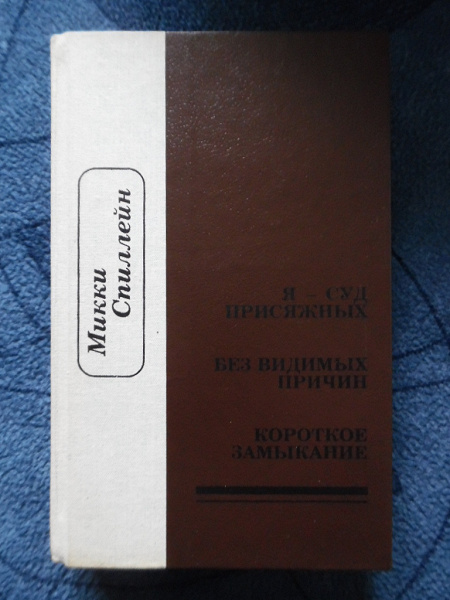 Микки
Спиллейн
Я – СУД
ПРИСЯЖНЫХ
БЕЗ ВИДИМЫХ
ПРИЧИН
КОРОТКОЕ
ЗАМЫКАНИЕ